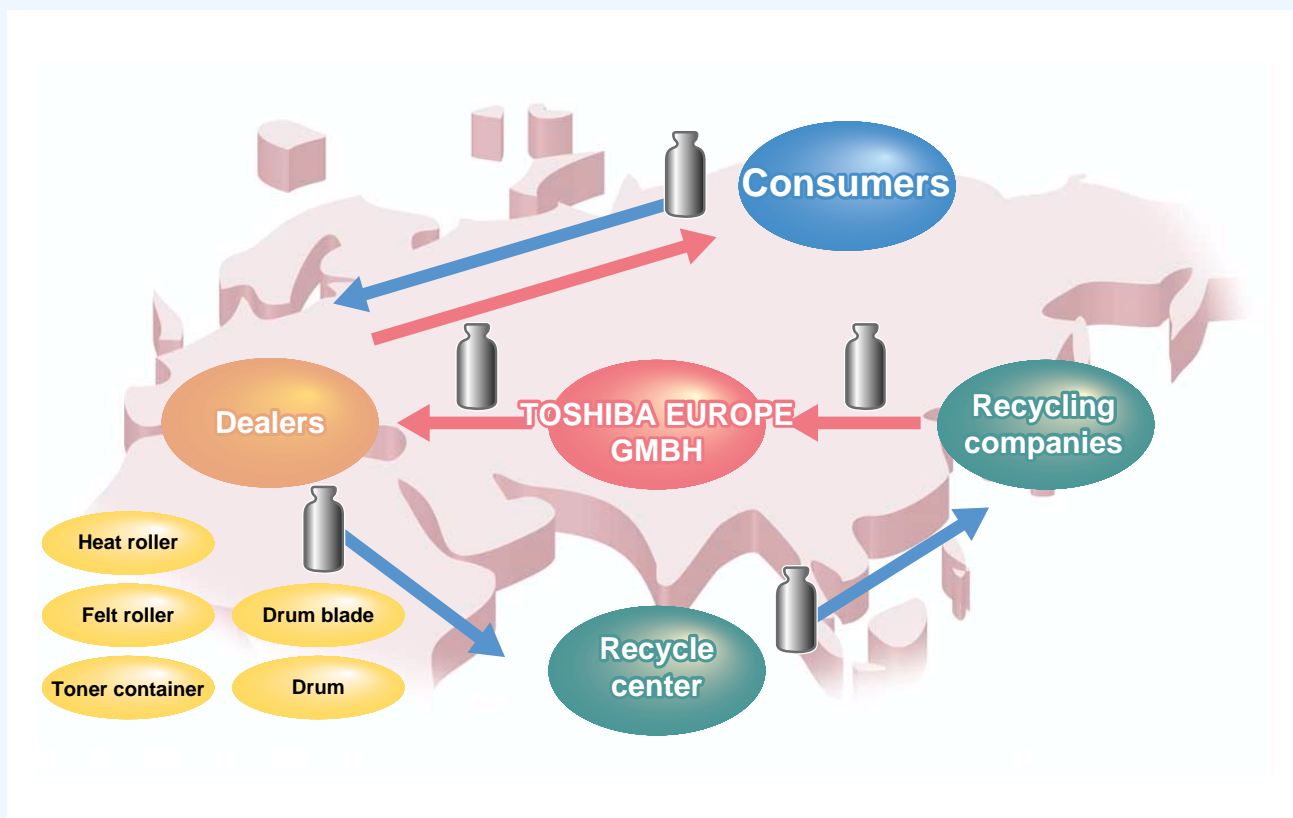 Consumers
Dealers
TOSHIBA EUROPE
GMBH
Recycling
companies
Heat roller
Felt roller
Drum blade
Toner container
Drum
Recycle
center